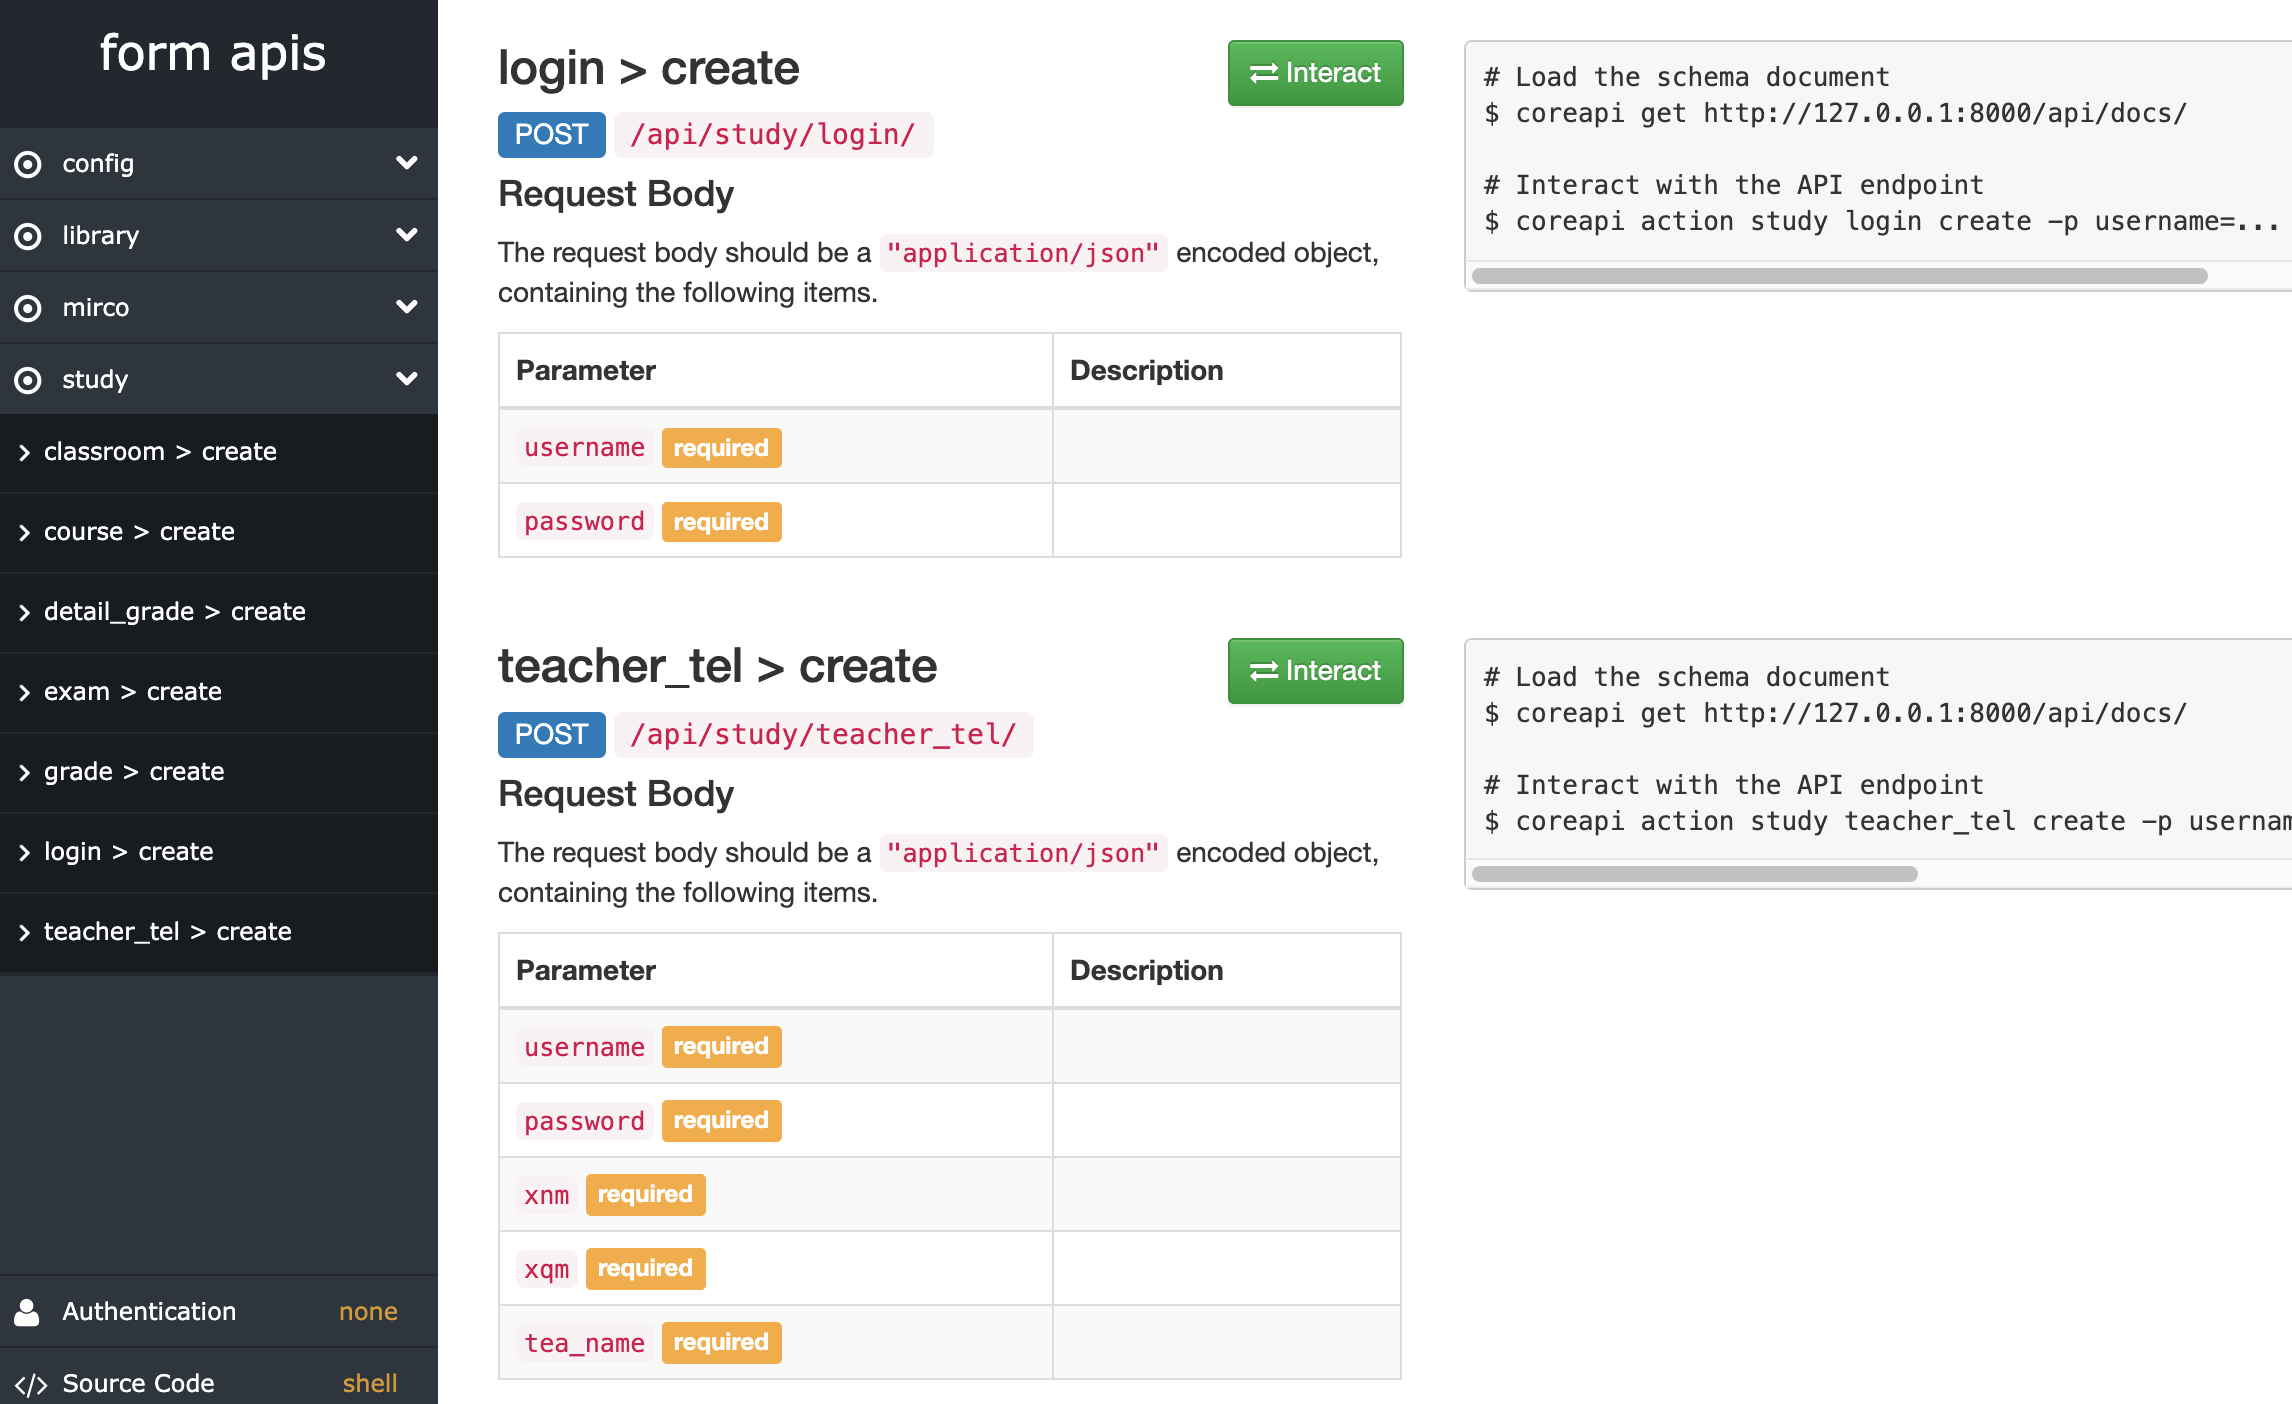 form apis
config
library
mirco
study
classroom > create
course > create
detail_grade > create
exam > create
grade > create
login > create
teacher_tel > create
Authentication none
Source Code shell
login > create
Interact
POST /api/study/login/
Request Body
The request body should be a "application/json" encoded object,
containing the following items.
Parameter Description
username required
password required
# Load the schema document
$ coreapi get http://127.0.0.1:8000/api/docs/
# Interact with the API endpoint
$ coreapi action study login create -p username=...
teacher_tel > create
Interact
POST /api/study/teacher_tel/
Request Body
The request body should be a "application/json" encoded object,
containing the following items.
Parameter Description
username required
password required
xnm required
xqm required
tea_name required
# Load the schema document
$ coreapi get http://127.0.0.1:8000/api/docs/
# Interact with the API endpoint
$ coreapi action study teacher_tel create -p usernam